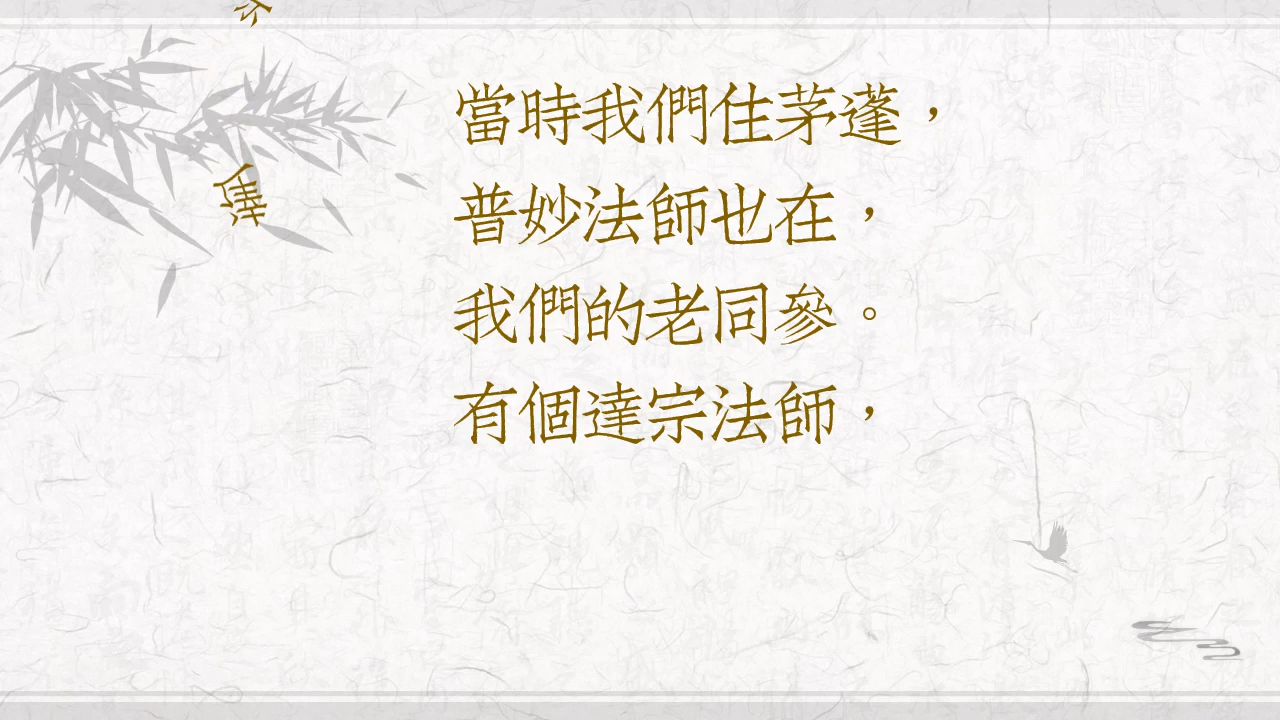 當時我們住茅蓬，
普妙法師也在，
我們的老同參。
有個達宗法師，